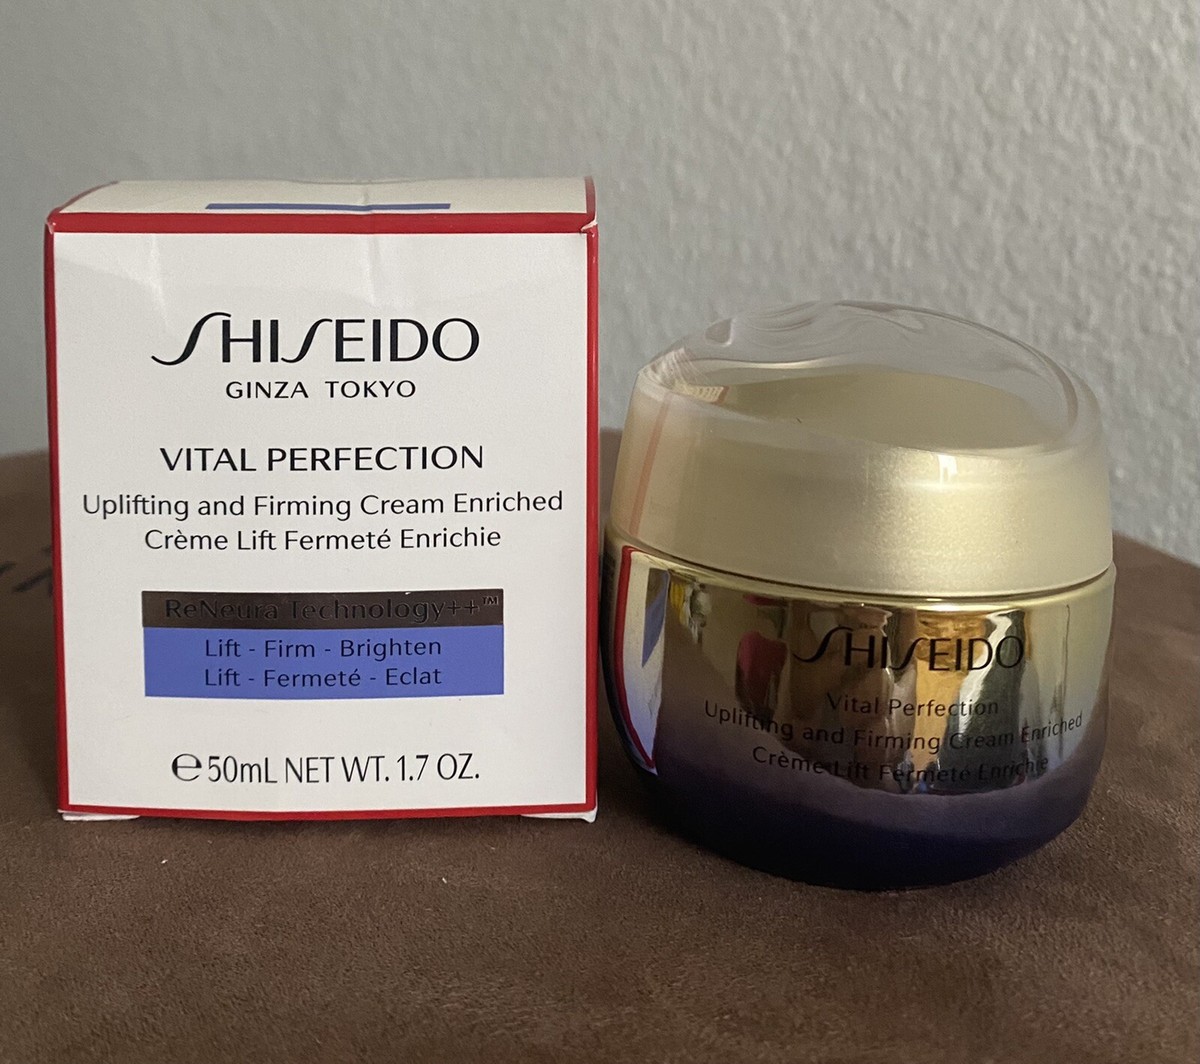 SHISEIDO
GINZA TOKYO
VITAL PERFECTION
Uplifting and Firming Cream Enriched
Crème Lift Fermeté Enrichie
ReNeura Technology++™
Lift - Firm - Brighten
Lift - Fermeté - Eclat
℮50mL NET WT. 1.7 OZ.
SHISEIDO
Vital Perfection
Uplifting and Firming Cream Enriched
Crème Lift Fermeté Enrichie